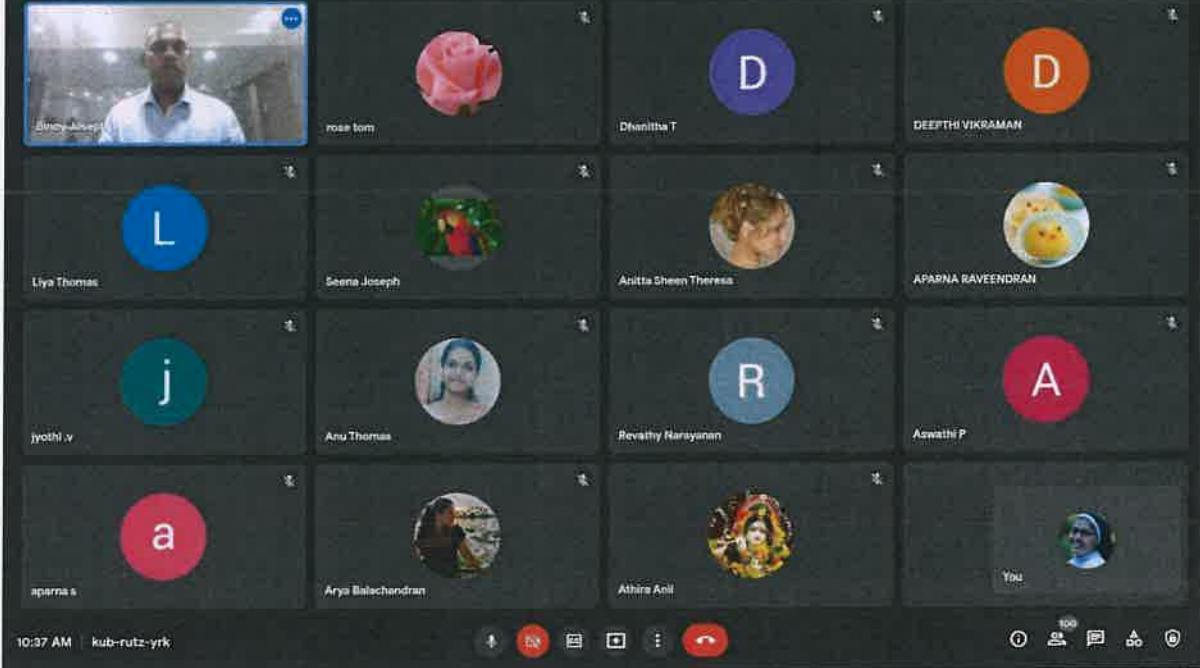 rose tom
D
Dhanitha T
D
DEEPTHI VIKRAMAN
L
Liya Thomas
Seena Joseph
Anitta Sheen Theresa
APARNA RAVEENDRAN
j
jyothi .v
Anu Thomas
R
Revathy Narayanan
A
Aswathi P
a
aparna s
Arya Balachandran
Athira Anil
You
10:37 AM | kub-rutz-yrk
100